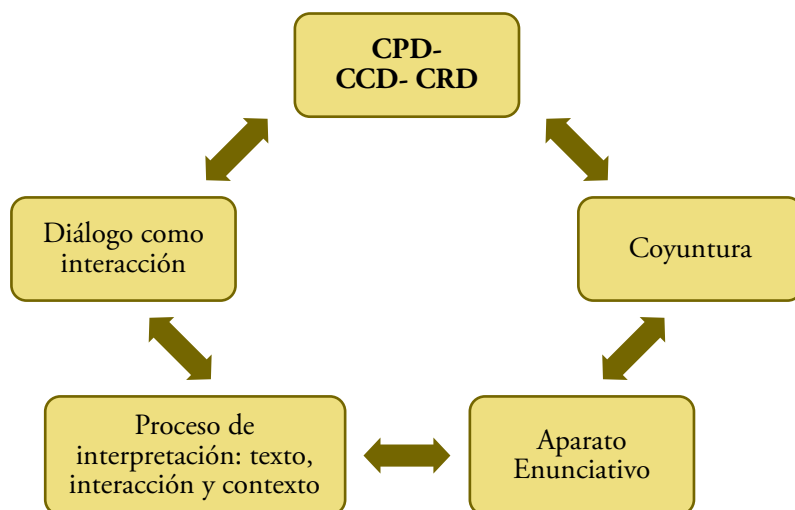 CPD-
CCD- CRD
Diálogo como
interacción
Coyuntura
Proceso de
interpretación: texto,
interacción y contexto
Aparato
Enunciativo